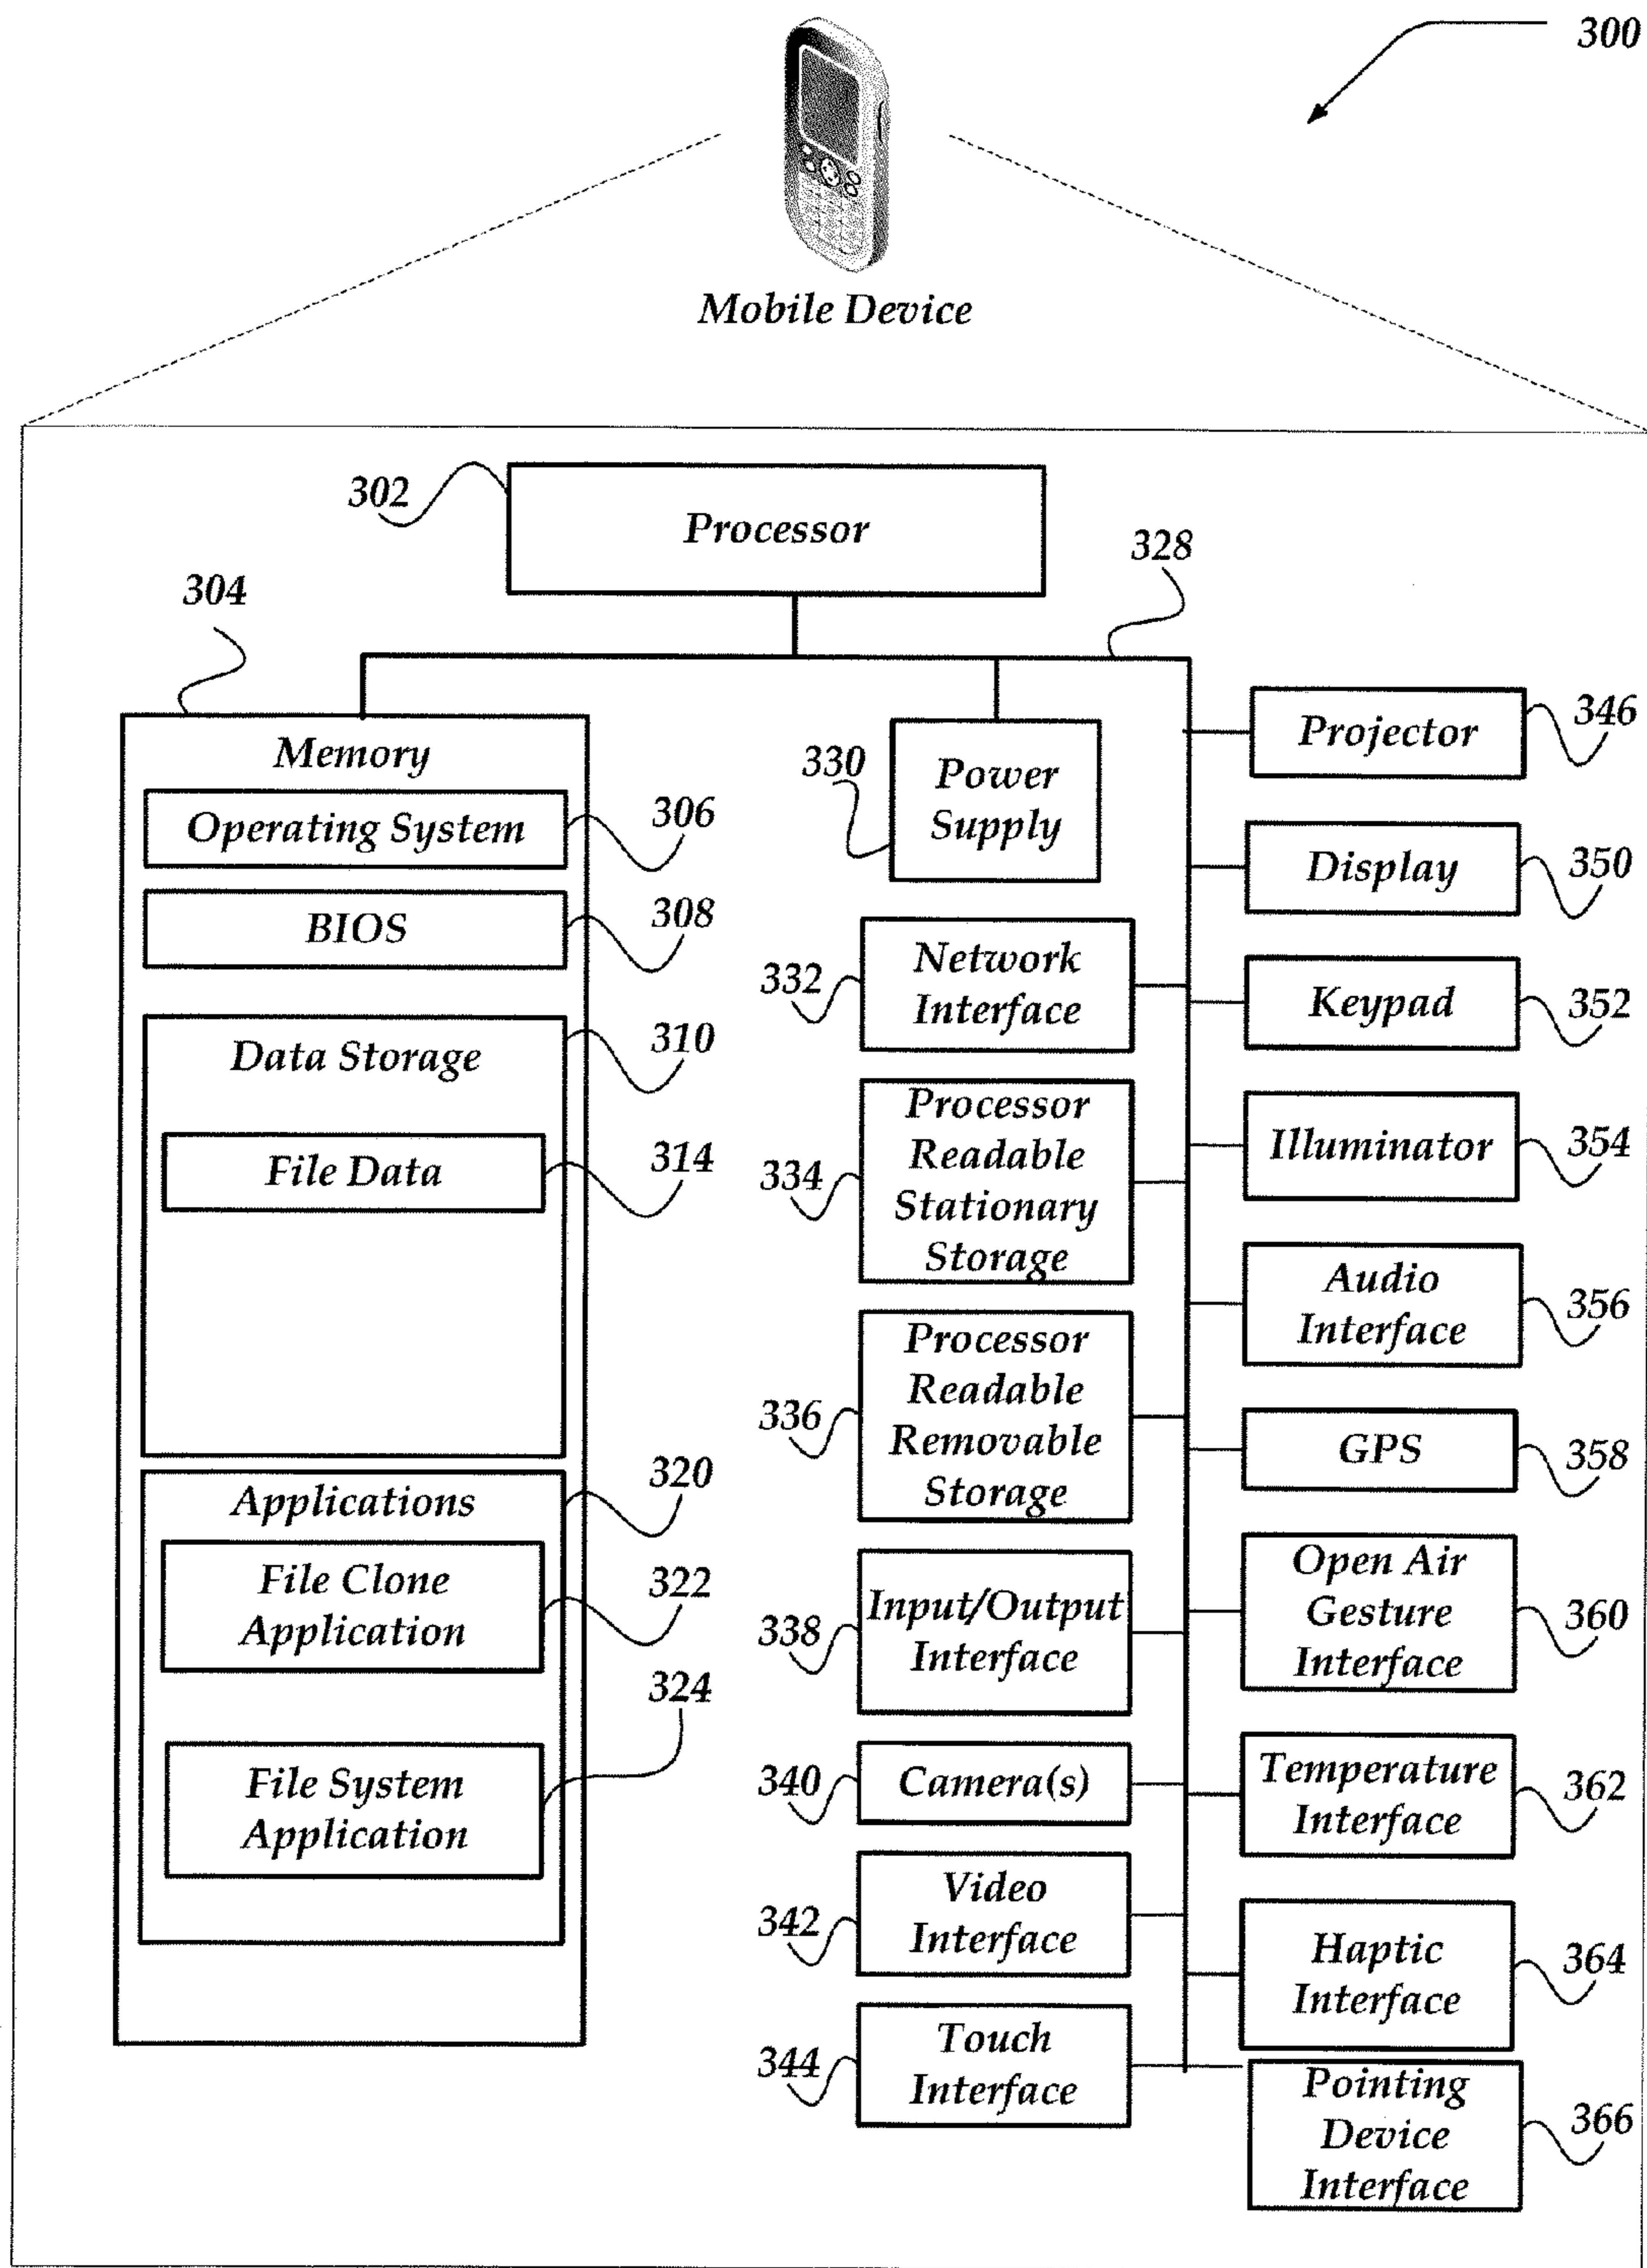 300
Mobile Device
302
Processor
328
304
Memory
Operating System
306
BIOS
308
Data Storage
310
File Data
314
Applications
320
File Clone
Application
322
File System
Application
324
330
Power
Supply
332
Network
Interface
334
Processor
Readable
Stationary
Storage
336
Processor
Readable
Removable
Storage
338
Input/Output
Interface
340
Camera(s)
342
Video
Interface
344
Touch
Interface
Projector
346
Display
350
Keypad
352
Illuminator
354
Audio
Interface
356
GPS
358
Open Air
Gesture
Interface
360
Temperature
Interface
362
Haptic
Interface
364
Pointing
Device
Interface
366